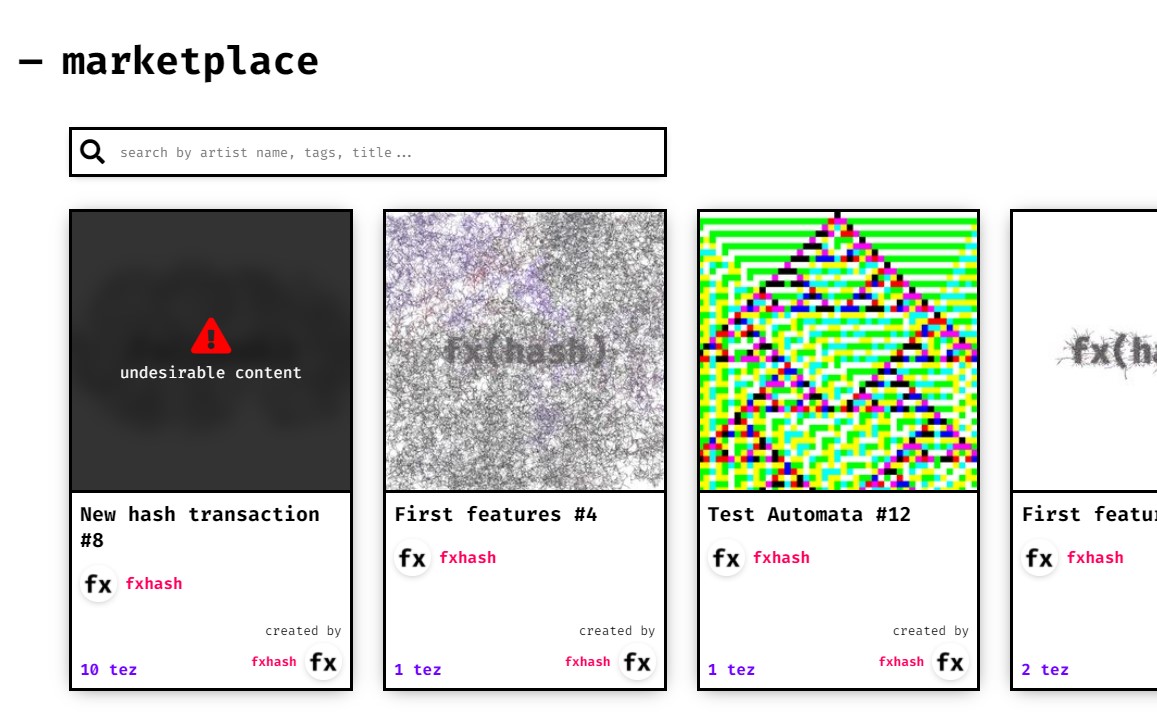 — marketplace
search by artist name, tags, title...
undesirable content
fx(hash)
fx(ha
New hash transaction
#8
fx fxhash
created by
10 tez fxhash fx
First features #4
fx fxhash
created by
1 tez fxhash fx
Test Automata #12
fx fxhash
created by
1 tez fxhash fx
First featu
fx fxhash
2 tez